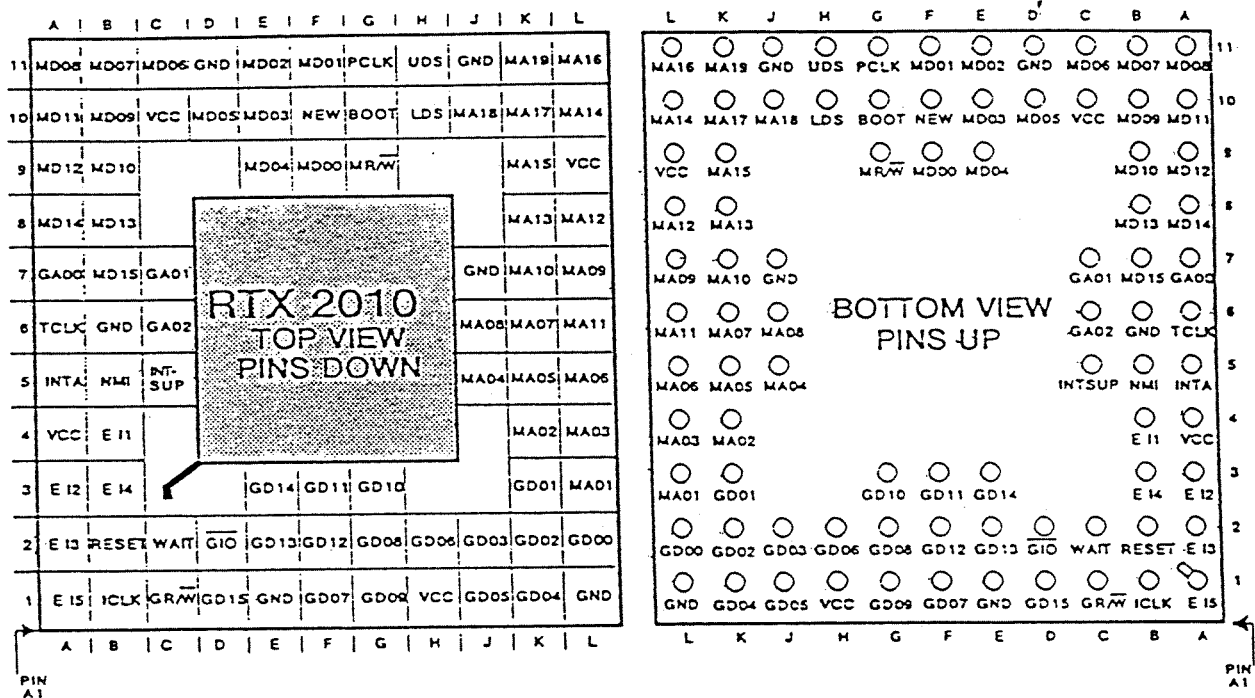 A B C D E F G H J K L
11 MD08 MD07 MD06 GND MD02 MD01 PCLK UDS GND MA19 MA16
10 MD11 MD09 VCC MD05 MD03 NEW BOOT LDS MA18 MA17 MA14
9 MD12 MD10 MD04 MD00 MR/W MA15 VCC
8 MD14 MD13 MA13 MA12
7 GA00 MD15 GA01 GND MA10 MA09
6 TCLK GND GA02 MA08 MA07 MA11
5 INTA NMI INT-SUP MA04 MA05 MA06
4 VCC EI1 MA02 MA03
3 EI2 EI4 GD14 GD11 GD10 GD01 MA01
2 EI3 RESET WAIT GIO GD13 GD12 GD08 GD06 GD03 GD02 GD00
1 EI5 ICLK GR/W GD15 GND GD07 GD09 VCC GD05 GD04 GND
A B C D E F G H J K L
RTX 2010
TOP VIEW
PINS DOWN
PIN
A1
L K J H G F E D C B A
MA16 MA19 GND UDS PCLK MD01 MD02 GND MD06 MD07 MD08 11
MA14 MA17 MA18 LDS BOOT NEW MD03 MD05 VCC MD09 MD11 10
VCC MA15 MR/W MD00 MD04 MD10 MD12 9
MA12 MA13 MD13 MD14 8
MA09 MA10 GND GA01 MD15 GA00 7
MA11 MA07 MA08 GA02 GND TCLK 6
MA06 MA05 MA04 INTSUP NMI INTA 5
MA03 MA02 EI1 VCC 4
MA01 GD01 GD10 GD11 GD14 EI4 EI2 3
GD00 GD02 GD03 GD06 GD08 GD12 GD13 GIO WAIT RESET EI3 2
GND GD04 GD05 VCC GD09 GD07 GND GD15 GR/W ICLK EI5 1
L K J H G F E D C B A
BOTTOM VIEW
PINS UP
PIN
A1